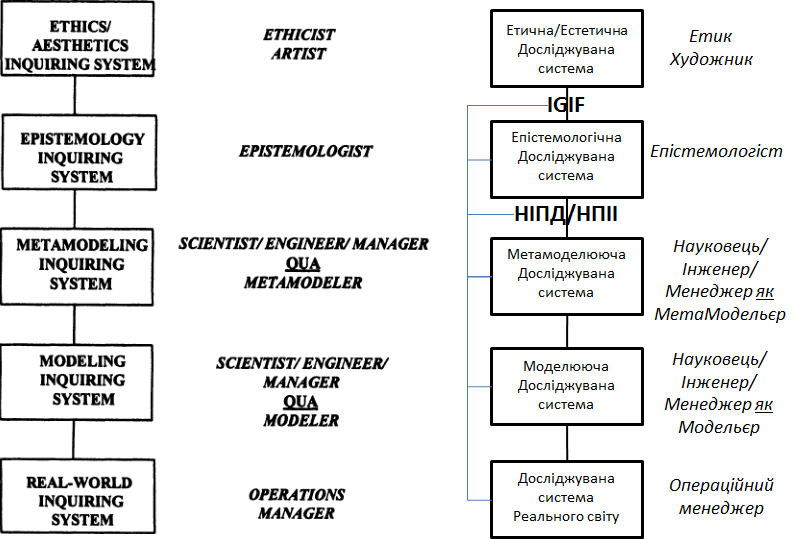 ETHICS/
AESTHETICS
INQUIRING SYSTEM
ETHICIST
ARTIST
EPISTEMOLOGY
INQUIRING
SYSTEM
EPISTEMOLOGIST
METAMODELING
INQUIRING
SYSTEM
SCIENTIST/ ENGINEER/ MANAGER
QUA
METAMODELER
MODELING
INQUIRING
SYSTEM
SCIENTIST/ ENGINEER/
MANAGER
QUA
MODELER
REAL-WORLD
INQUIRING
SYSTEM
OPERATIONS
MANAGER
Етична/Естетична
Досліджувана
система
Етик
Художник
IGIF
Епістемологічна
Досліджувана
система
Епістемологіст
НІПД/НПІІ
Метамоделююча
Досліджувана
система
Науковець/
Інженер/
Менеджер як
МетаМодельєр
Моделююча
Досліджувана
система
Науковець/
Інженер/
Менеджер як
Модельєр
Досліджувана
система
Реального світу
Операційний
менеджер